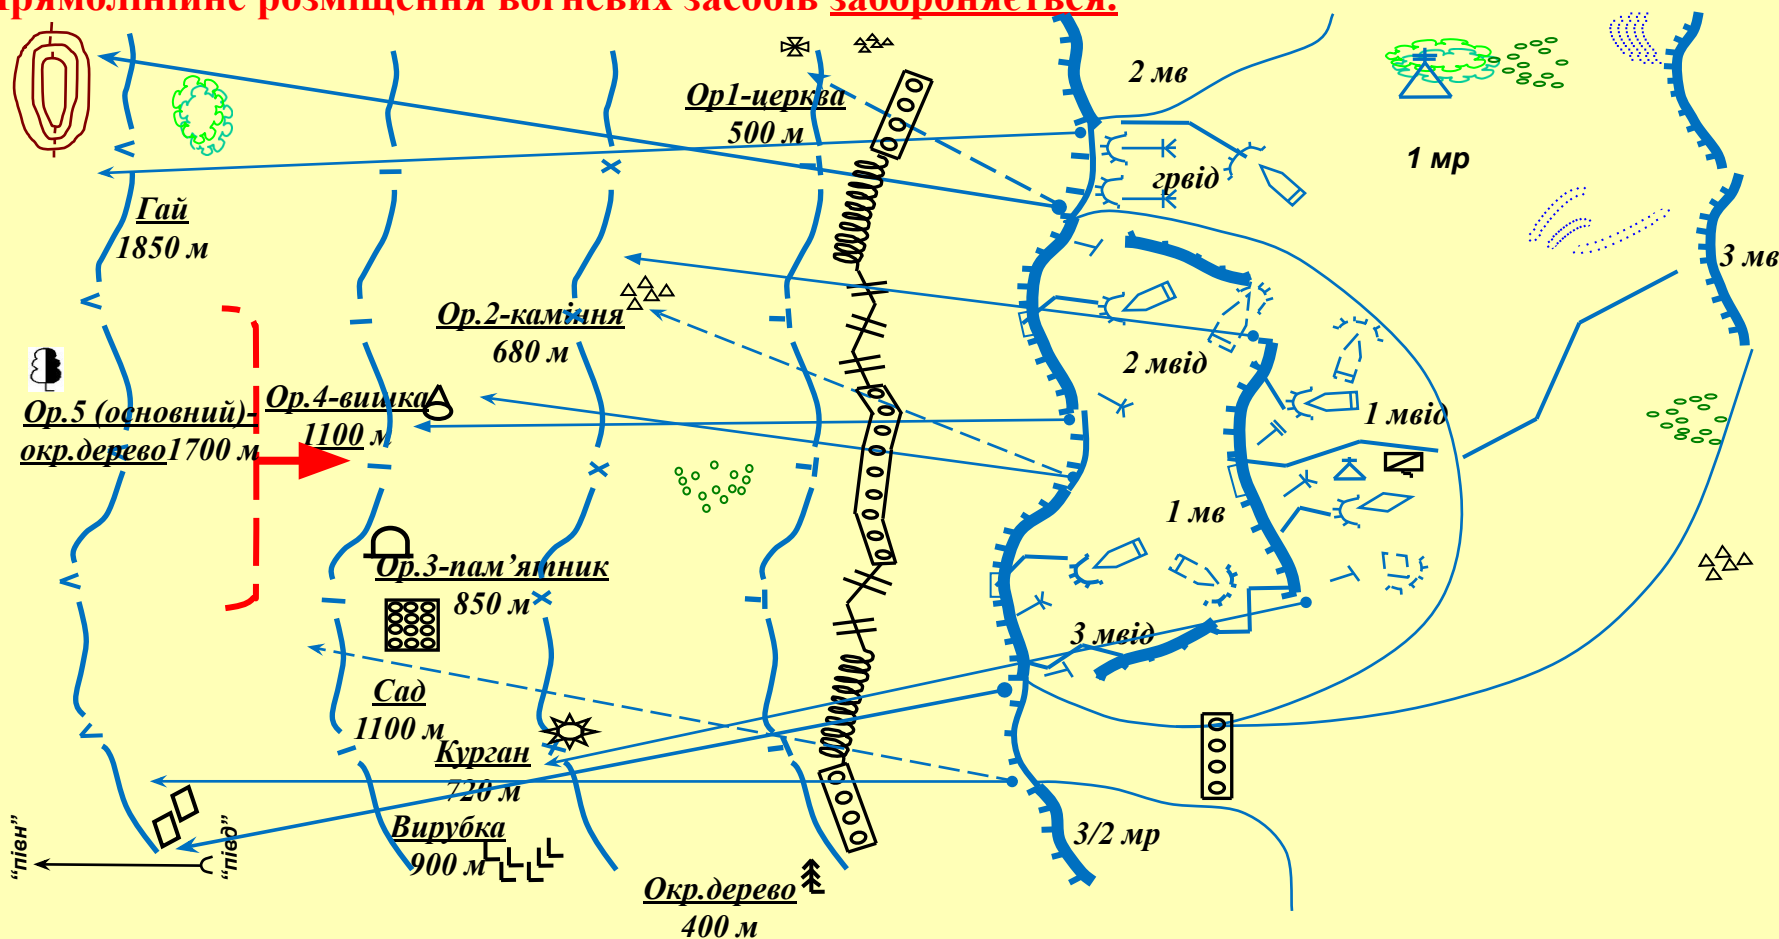 прямолінійне розміщення вогневих засобів забороняється.
2 мв
Ор1-церква
500 м
1 мр
грвід
Гай
1850 м
3 мв
Ор.2-каміння
680 м
2 мвід
Ор.5 (основний)-
окр.дерево1700 м
Ор.4-вишка
1100 м
1 мвід
1 мв
Ор.3-пам’ятник
850 м
3 мвід
Сад
1100 м
Курган
720 м
Вирубка
900 м
3/2 мр
“півн”
“півд”
Окр.дерево
400 м